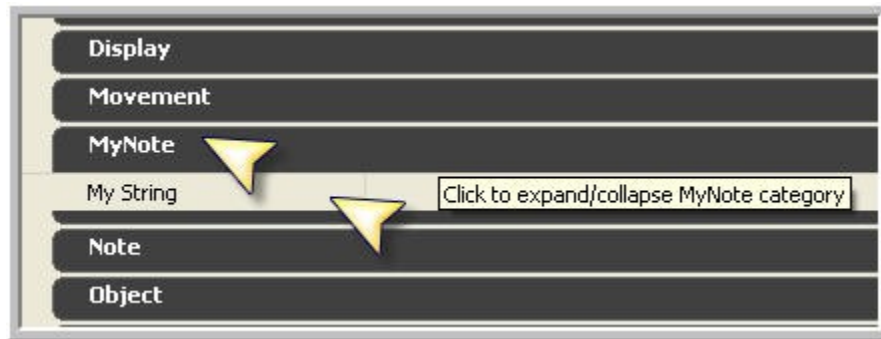 Display
Movement
MyNote
My String
Click to expand/collapse MyNote category
Note
Object